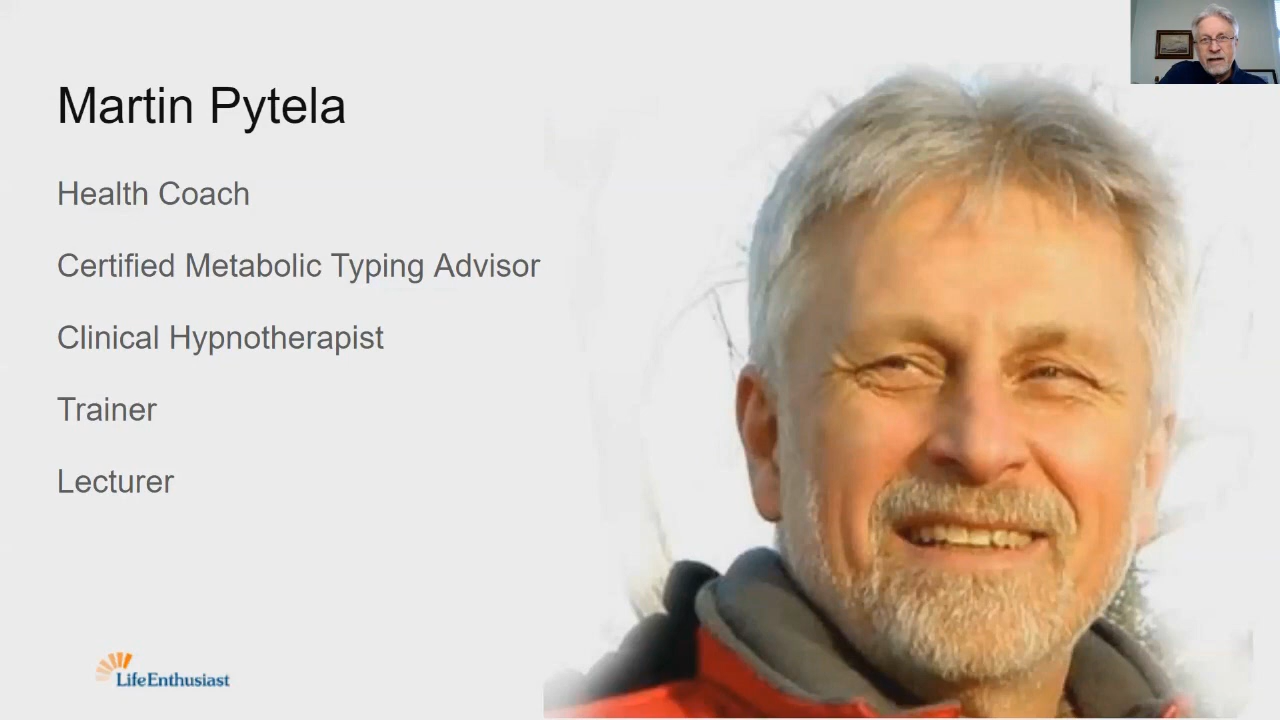 Martin Pytela
Health Coach
Certified Metabolic Typing Advisor
Clinical Hypnotherapist
Trainer
Lecturer
LifeEnthusiast